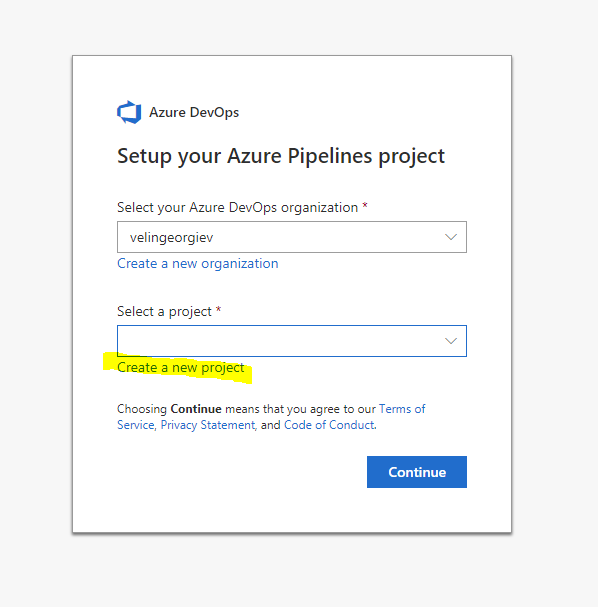 Azure DevOps
Setup your Azure Pipelines project
Select your Azure DevOps organization *
velingeorgiev
Create a new organization
Select a project *
Create a new project
Choosing Continue means that you agree to our Terms of
Service, Privacy Statement, and Code of Conduct.
Continue